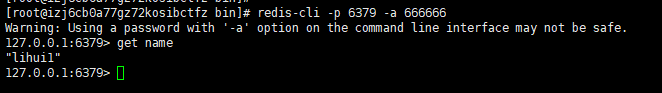 [root@izj6cb0a77gz72kosibctfz bin]# redis-cli -p 6379 -a 666666
Warning: Using a password with '-a' option on the command line interface may not be safe.
127.0.0.1:6379> get name
"lihui1"
127.0.0.1:6379>